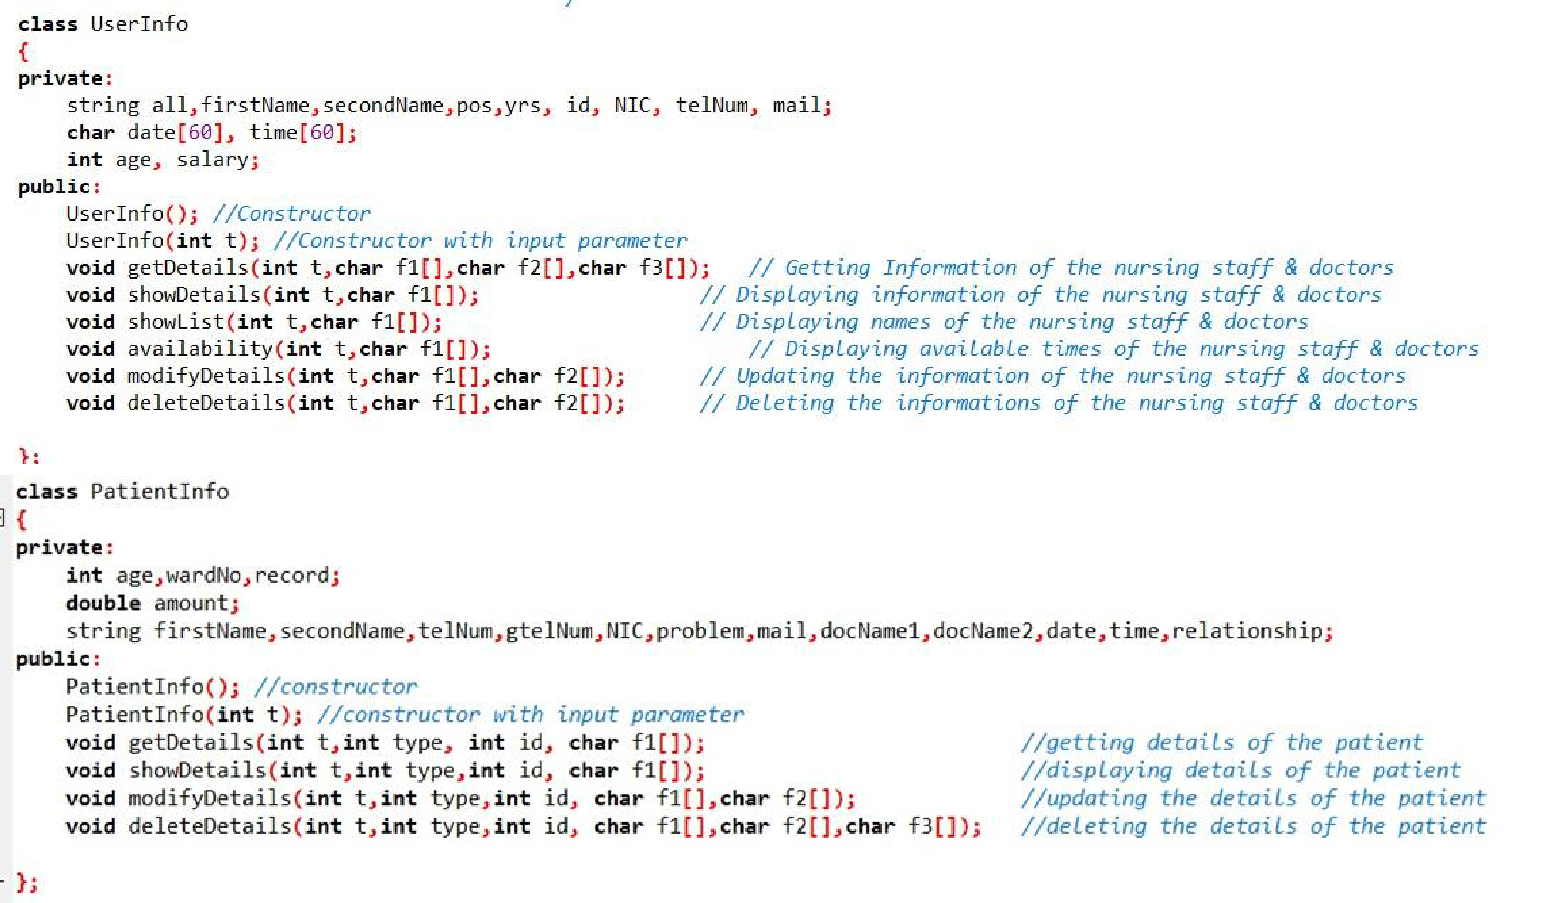 class UserInfo
{
private:
    string all,firstName,secondName,pos,yrs, id, NIC, telNum, mail;
    char date[60], time[60];
    int age, salary;
public:
    UserInfo(); //Constructor
    UserInfo(int t); //Constructor with input parameter
    void getDetails(int t,char f1[],char f2[],char f3[]);   // Getting Information of the nursing staff & doctors
    void showDetails(int t,char f1[]);                  // Displaying information of the nursing staff & doctors
    void showList(int t,char f1[]);                     // Displaying names of the nursing staff & doctors
    void availability(int t,char f1[]);                     // Displaying available times of the nursing staff & doctors
    void modifyDetails(int t,char f1[],char f2[]);      // Updating the information of the nursing staff & doctors
    void deleteDetails(int t,char f1[],char f2[]);      // Deleting the informations of the nursing staff & doctors
}:
class PatientInfo
{
private:
    int age,wardNo,record;
    double amount;
    string firstName,secondName,telNum,gtelNum,NIC,problem,mail,docName1,docName2,date,time,relationship;
public:
    PatientInfo(); //constructor
    PatientInfo(int t); //constructor with input parameter
    void getDetails(int t,int type, int id, char f1[]);                         //getting details of the patient
    void showDetails(int t,int type,int id, char f1[]);                         //displaying details of the patient
    void modifyDetails(int t,int type,int id, char f1[],char f2[]);             //updating the details of the patient
    void deleteDetails(int t,int type,int id, char f1[],char f2[],char f3[]);   //deleting the details of the patient
};